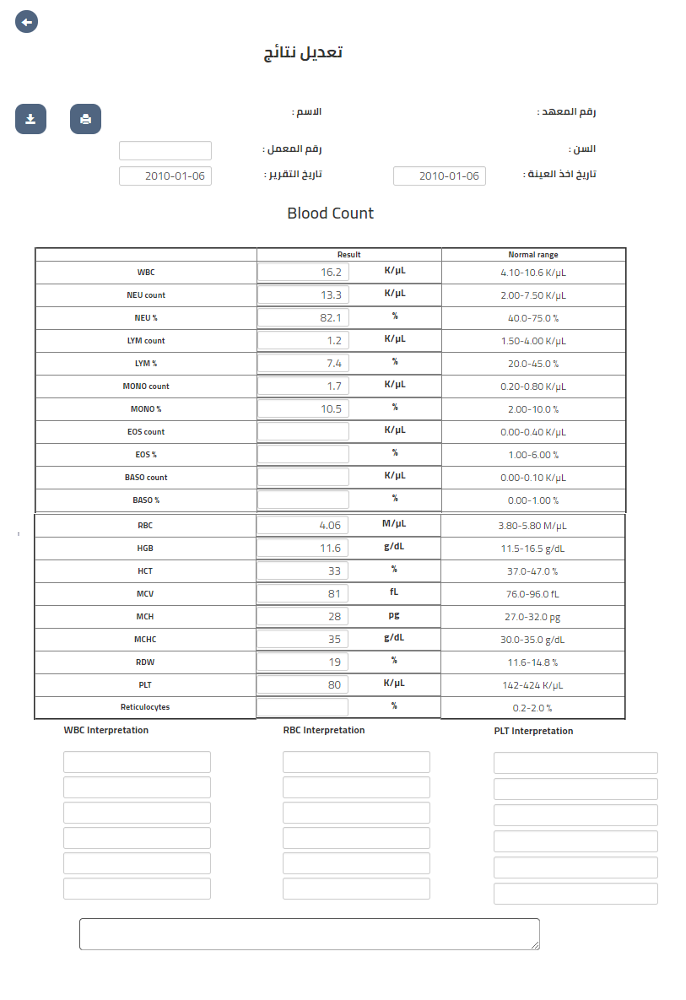 تعديل نتائج
رقم المعهد :
الاسم :
السن :
رقم المعمل :
تاريخ اخذ العينة : 2010-01-06
تاريخ التقرير : 2010-01-06
Blood Count
Result Normal range
WBC 16.2 K/µL 4.10-10.6 K/µL
NEU count 13.3 K/µL 2.00-7.50 K/µL
NEU % 82.1 % 40.0-75.0 %
LYM count 1.2 K/µL 1.50-4.00 K/µL
LYM % 7.4 % 20.0-45.0 %
MONO count 1.7 K/µL 0.20-0.80 K/µL
MONO % 10.5 % 2.00-10.0 %
EOS count K/µL 0.00-0.40 K/µL
EOS % % 1.00-6.00 %
BASO count K/µL 0.00-0.10 K/µL
BASO % % 0.00-1.00 %
RBC 4.06 M/µL 3.80-5.80 M/µL
HGB 11.6 g/dL 11.5-16.5 g/dL
HCT 33 % 37.0-47.0 %
MCV 81 fL 76.0-96.0 fL
MCH 28 pg 27.0-32.0 pg
MCHC 35 g/dL 30.0-35.0 g/dL
RDW 19 % 11.6-14.8 %
PLT 80 K/µL 142-424 K/µL
Reticulocytes % 0.2-2.0 %
WBC Interpretation RBC Interpretation PLT Interpretation